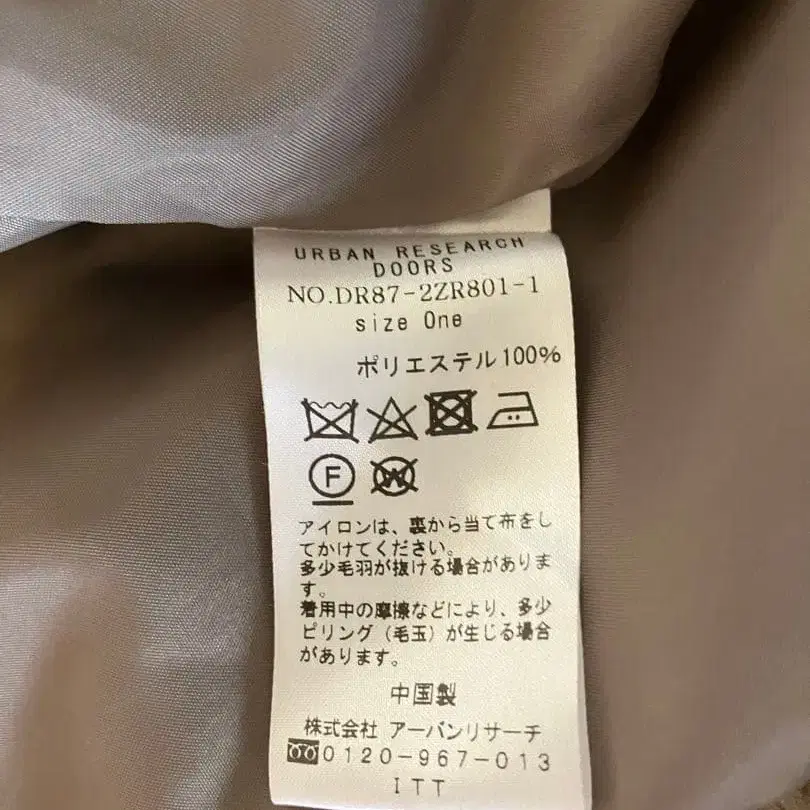 URBAN RESEARCH
DOORS
NO.DR87-2ZR801-1
size One
ポリエステル100%
F W
アイロンは、裏から当て布をし
てかけてください。
多少毛羽が抜ける場合がありま
す。
着用中の摩擦などにより、多少
ピリング(毛玉)が生じる場合
があります。
中国製
株式会社 アーバンリサーチ
0120-967-013
ITT